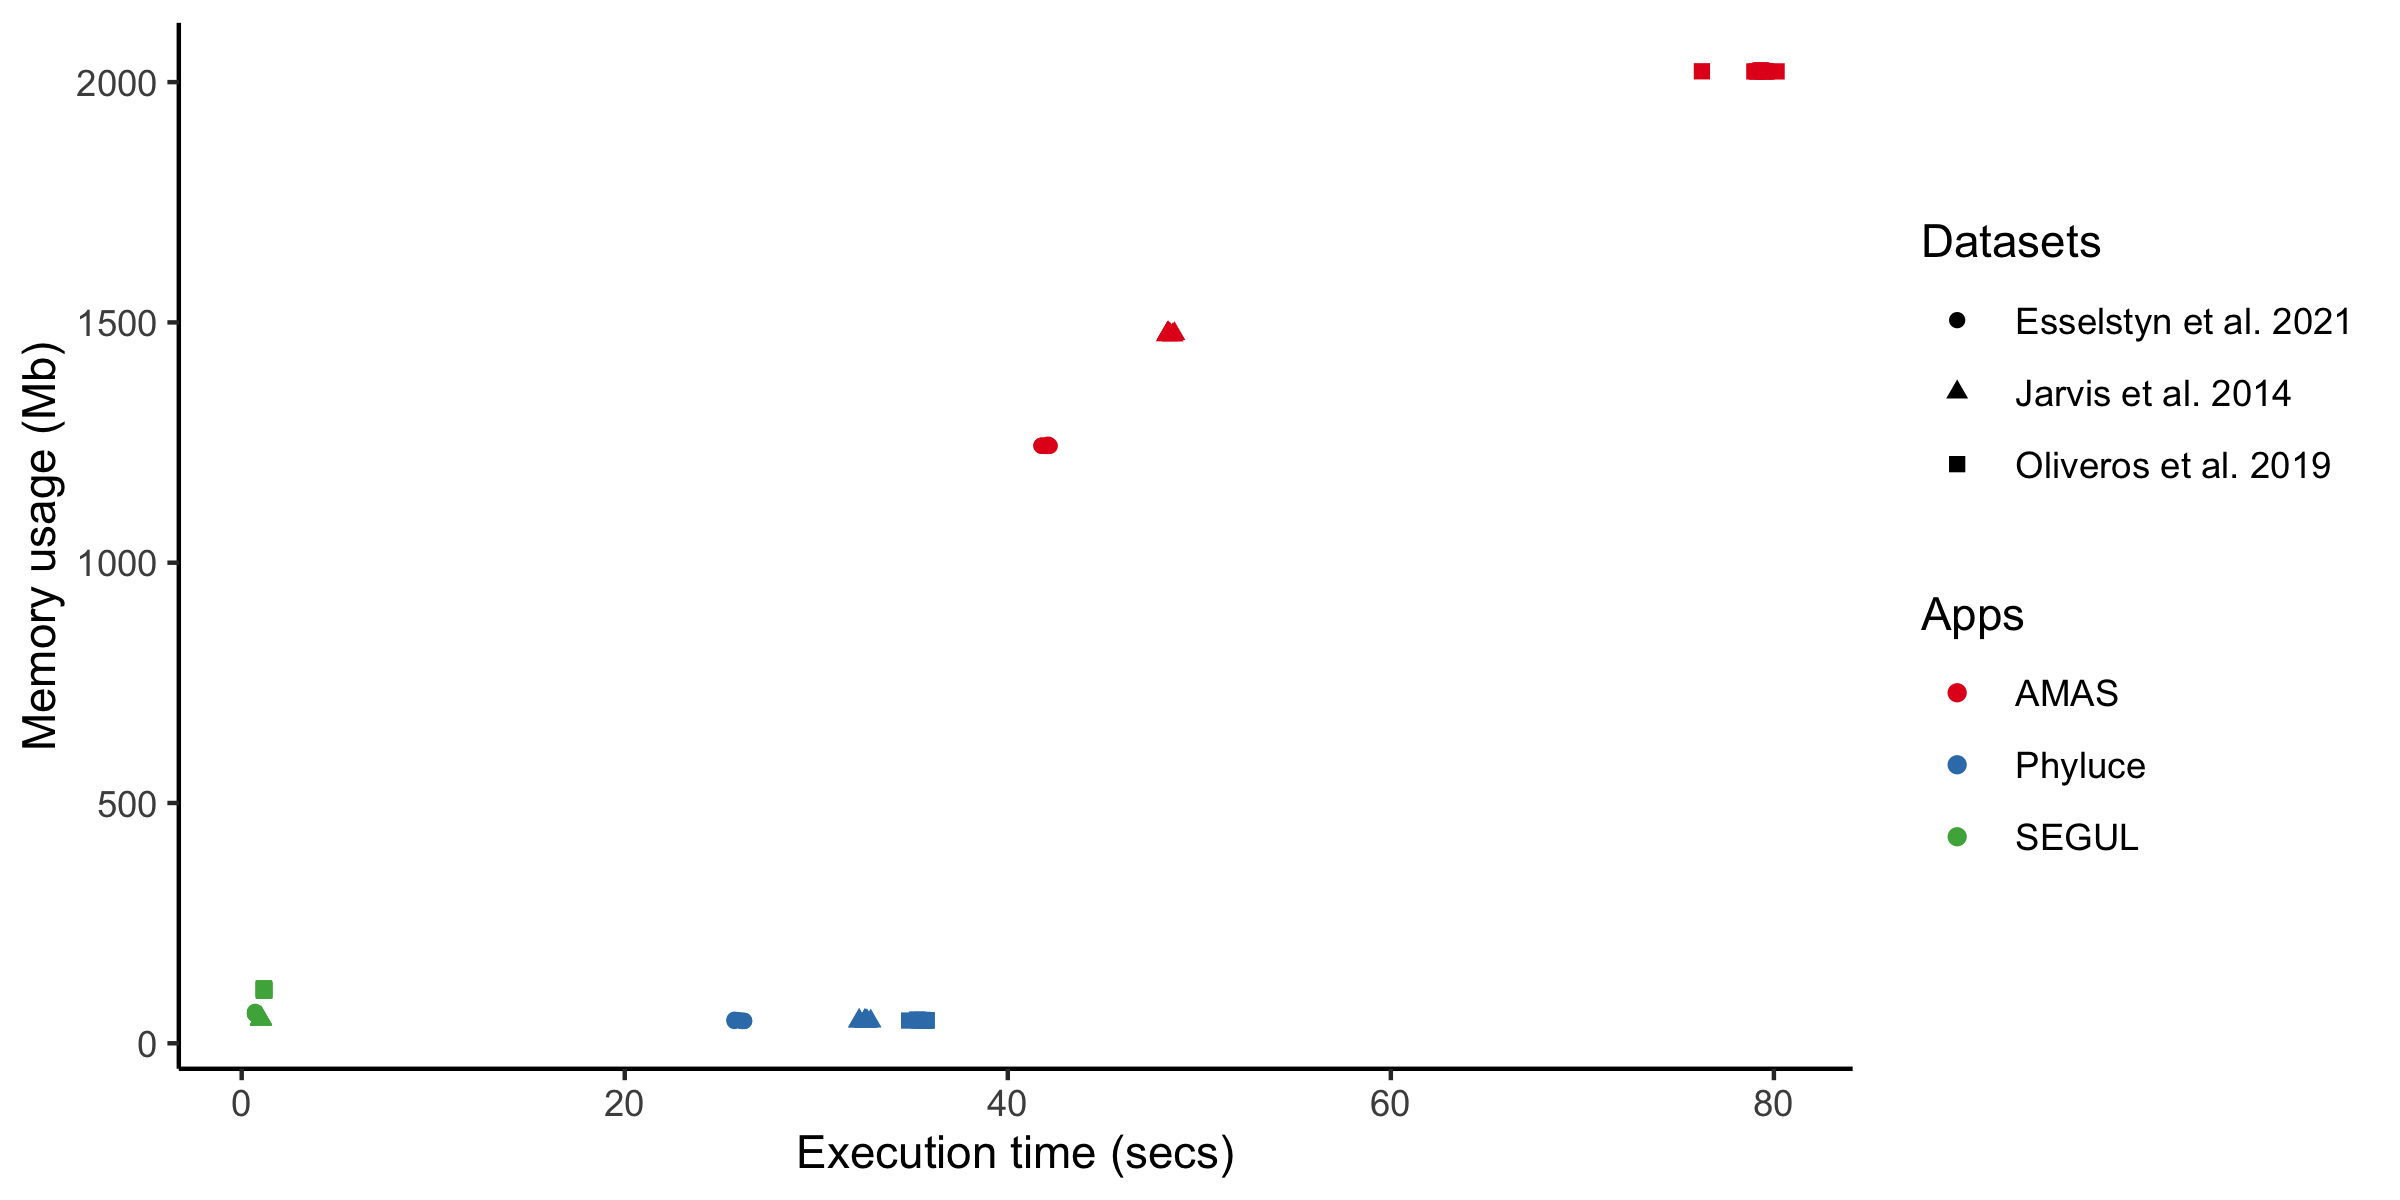 Memory usage (Mb)
2000
1500
1000
500
0
0 20 40 60 80
Execution time (secs)
Datasets
Esselstyn et al. 2021
Jarvis et al. 2014
Oliveros et al. 2019
Apps
AMAS
Phyluce
SEGUL